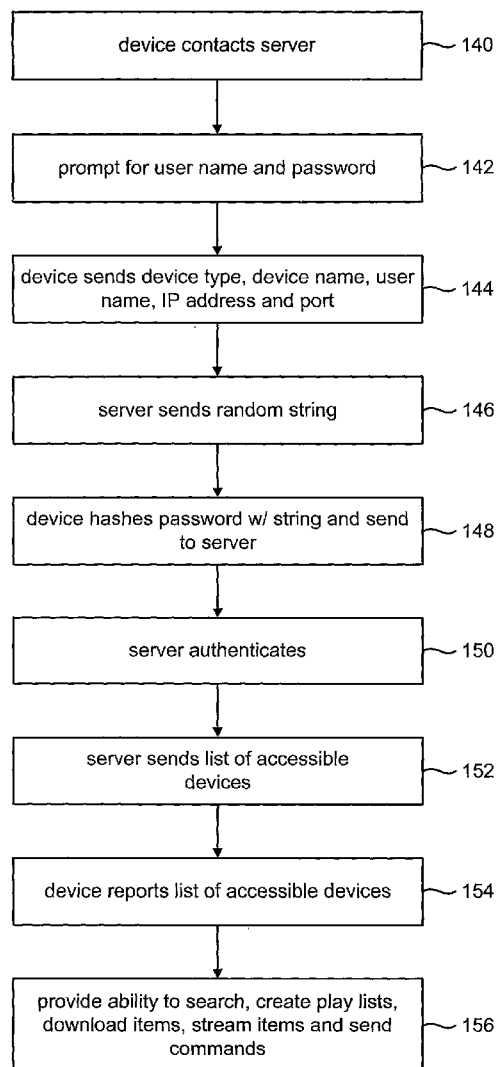 device contacts server
140
prompt for user name and password
142
device sends device type, device name, user
name, IP address and port
144
server sends random string
146
device hashes password w/ string and send
to server
148
server authenticates
150
server sends list of accessible
devices
152
device reports list of accessible devices
154
provide ability to search, create play lists,
download items, stream items and send
commands
156